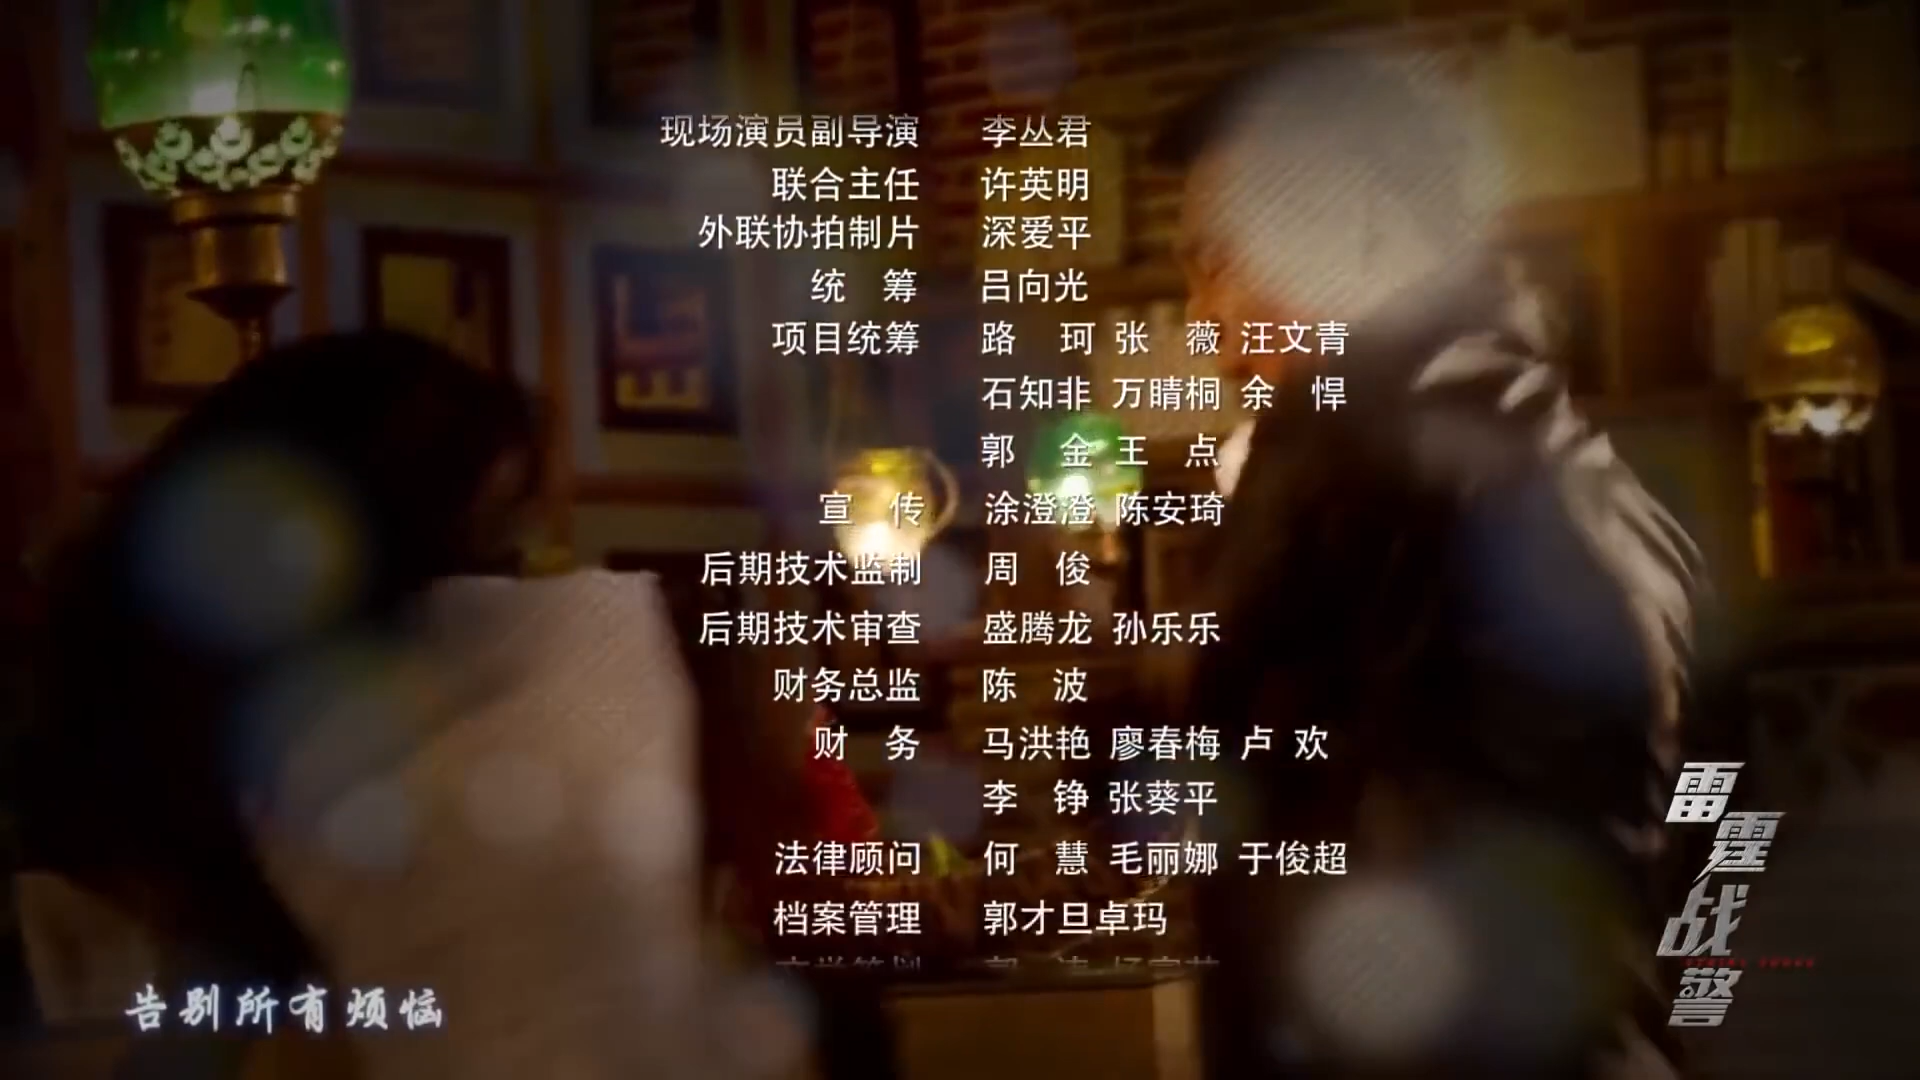 现场演员副导演 李丛君
联合主任 许英明
外联协拍制片 深爱平
统 筹 吕向光
项目统筹 路 珂 张 薇 汪文青
石知非 万睛桐 余 悍
郭 金 王 点
宣 传 涂澄澄 陈安琦
后期技术监制 周 俊
后期技术审查 盛腾龙 孙乐乐
财务总监 陈 波
财 务 马洪艳 廖春梅 卢 欢
李 铮 张葵平
法律顾问 何 慧 毛丽娜 于俊超
档案管理 郭才旦卓玛
告别所有烦恼
雷霆战警